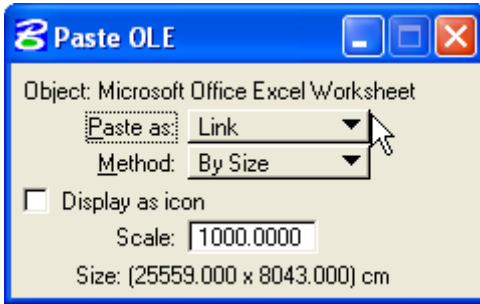 Paste OLE
Object: Microsoft Office Excel Worksheet
Paste as: Link
Method: By Size
Display as icon
Scale: 1000.0000
Size: (25559.000 x 8043.000) cm